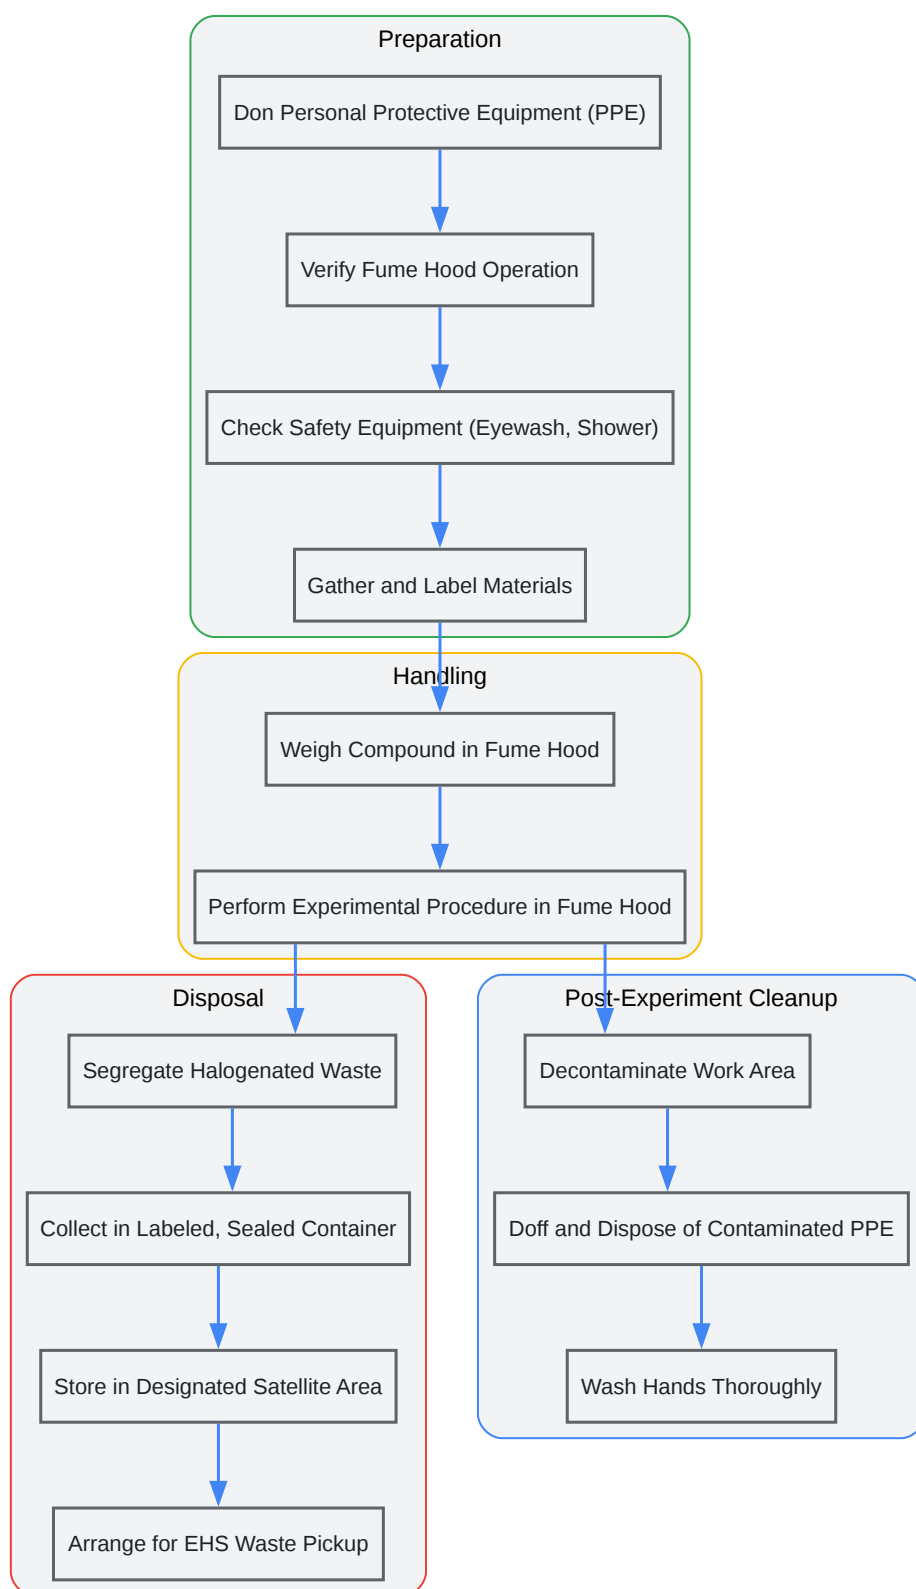 Preparation
Don Personal Protective Equipment (PPE)
Verify Fume Hood Operation
Check Safety Equipment (Eyewash, Shower)
Gather and Label Materials
Handling
Weigh Compound in Fume Hood
Perform Experimental Procedure in Fume Hood
Disposal
Segregate Halogenated Waste
Collect in Labeled, Sealed Container
Store in Designated Satellite Area
Arrange for EHS Waste Pickup
Post-Experiment Cleanup
Decontaminate Work Area
Doff and Dispose of Contaminated PPE
Wash Hands Thoroughly